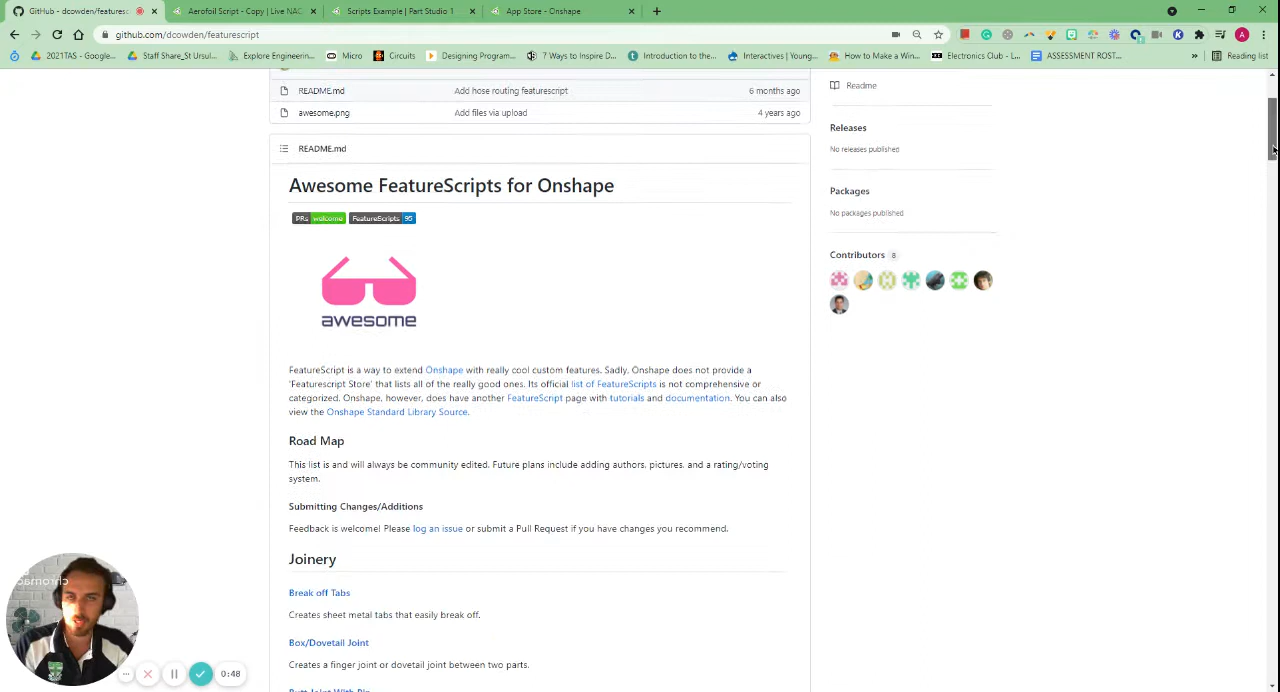 GitHub - dcowden/features
Aerofoil Script - Copy | Live NAC
Scripts Example | Part Studio 1
App Store - Onshape
github.com/dcowden/featurescript
2021TAS - Google...
Staff Share_St Ursula...
Explore Engineerin...
Micro
Circuits
Designing Program...
7 Ways to Inspire D...
Introduction to the...
Interactives | Young...
How to Make a Win...
Electronics Club - L...
ASSESSMENT ROST...
»
Reading list
README.md
Add hose routing featurescript
6 months ago
awesome.png
Add files via upload
4 years ago
README.md
Awesome FeatureScripts for Onshape
PRs welcome FeatureScripts 95
awesome
FeatureScript is a way to extend Onshape with really cool custom features. Sadly, Onshape does not provide a
'Featurescript Store' that lists all of the really good ones. Its official list of FeatureScripts is not comprehensive or
categorized. Onshape, however, does have another FeatureScript page with tutorials and documentation. You can also
view the Onshape Standard Library Source.
Road Map
This list is and will always be community edited. Future plans include adding authors, pictures, and a rating/voting
system.
Submitting Changes/Additions
Feedback is welcome! Please log an issue or submit a Pull Request if you have changes you recommend.
Joinery
Break off Tabs
Creates sheet metal tabs that easily break off.
Box/Dovetail Joint
Creates a finger joint or dovetail joint between two parts.
Butt Joint With Pin
Readme
Releases
No releases published
Packages
No packages published
Contributors 8
0:48